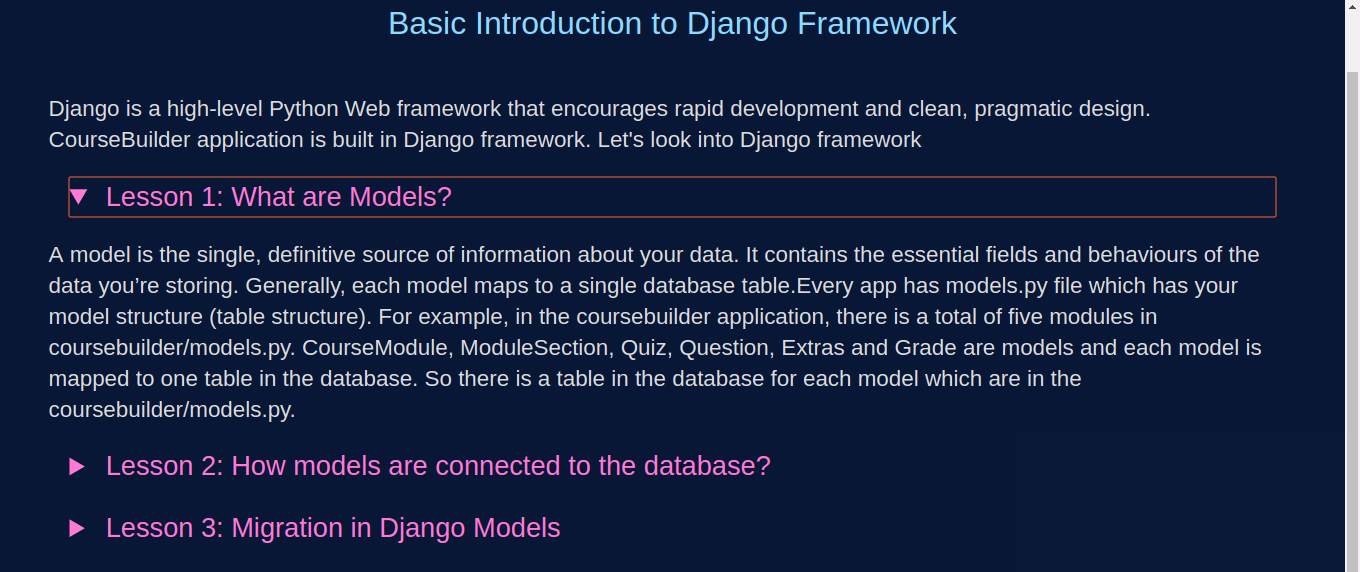 Basic Introduction to Django Framework
Django is a high-level Python Web framework that encourages rapid development and clean, pragmatic design.
CourseBuilder application is built in Django framework. Let's look into Django framework
Lesson 1: What are Models?
A model is the single, definitive source of information about your data. It contains the essential fields and behaviours of the
data you’re storing. Generally, each model maps to a single database table.Every app has models.py file which has your
model structure (table structure). For example, in the coursebuilder application, there is a total of five modules in
coursebuilder/models.py. CourseModule, ModuleSection, Quiz, Question, Extras and Grade are models and each model is
mapped to one table in the database. So there is a table in the database for each model which are in the
coursebuilder/models.py.
Lesson 2: How models are connected to the database?
Lesson 3: Migration in Django Models